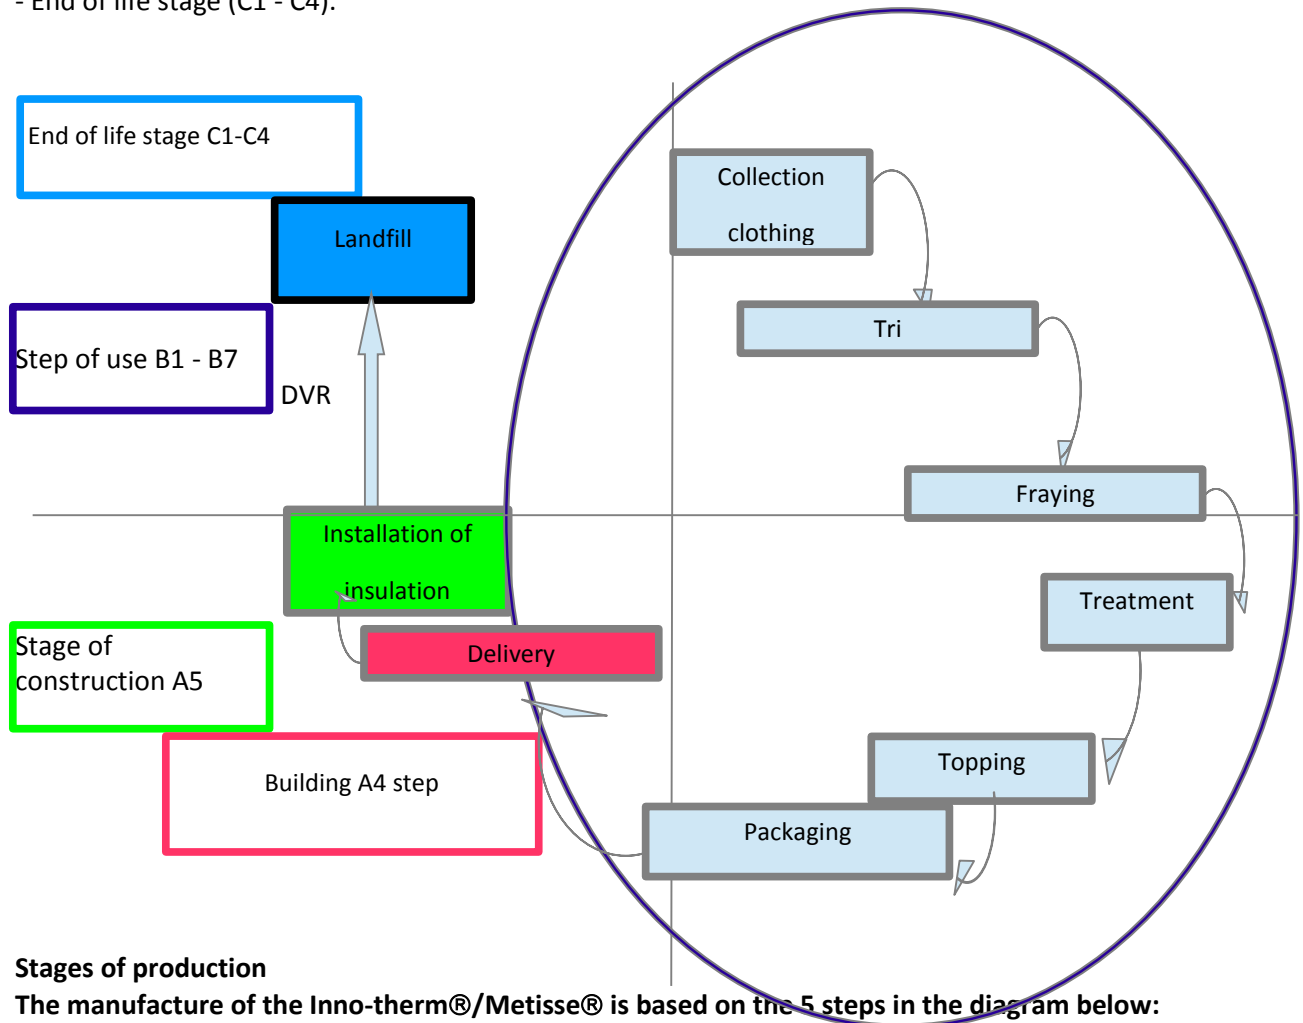 - End of life stage (C1 - C4).
End of life stage C1-C4
Landfill
Step of use B1 - B7
DVR
Installation of
insulation
Stage of
construction A5
Delivery
Building A4 step
Collection
clothing
Tri
Fraying
Treatment
Topping
Packaging
Stages of production
The manufacture of the Inno-therm®/Metisse® is based on the 5 steps in the diagram below: